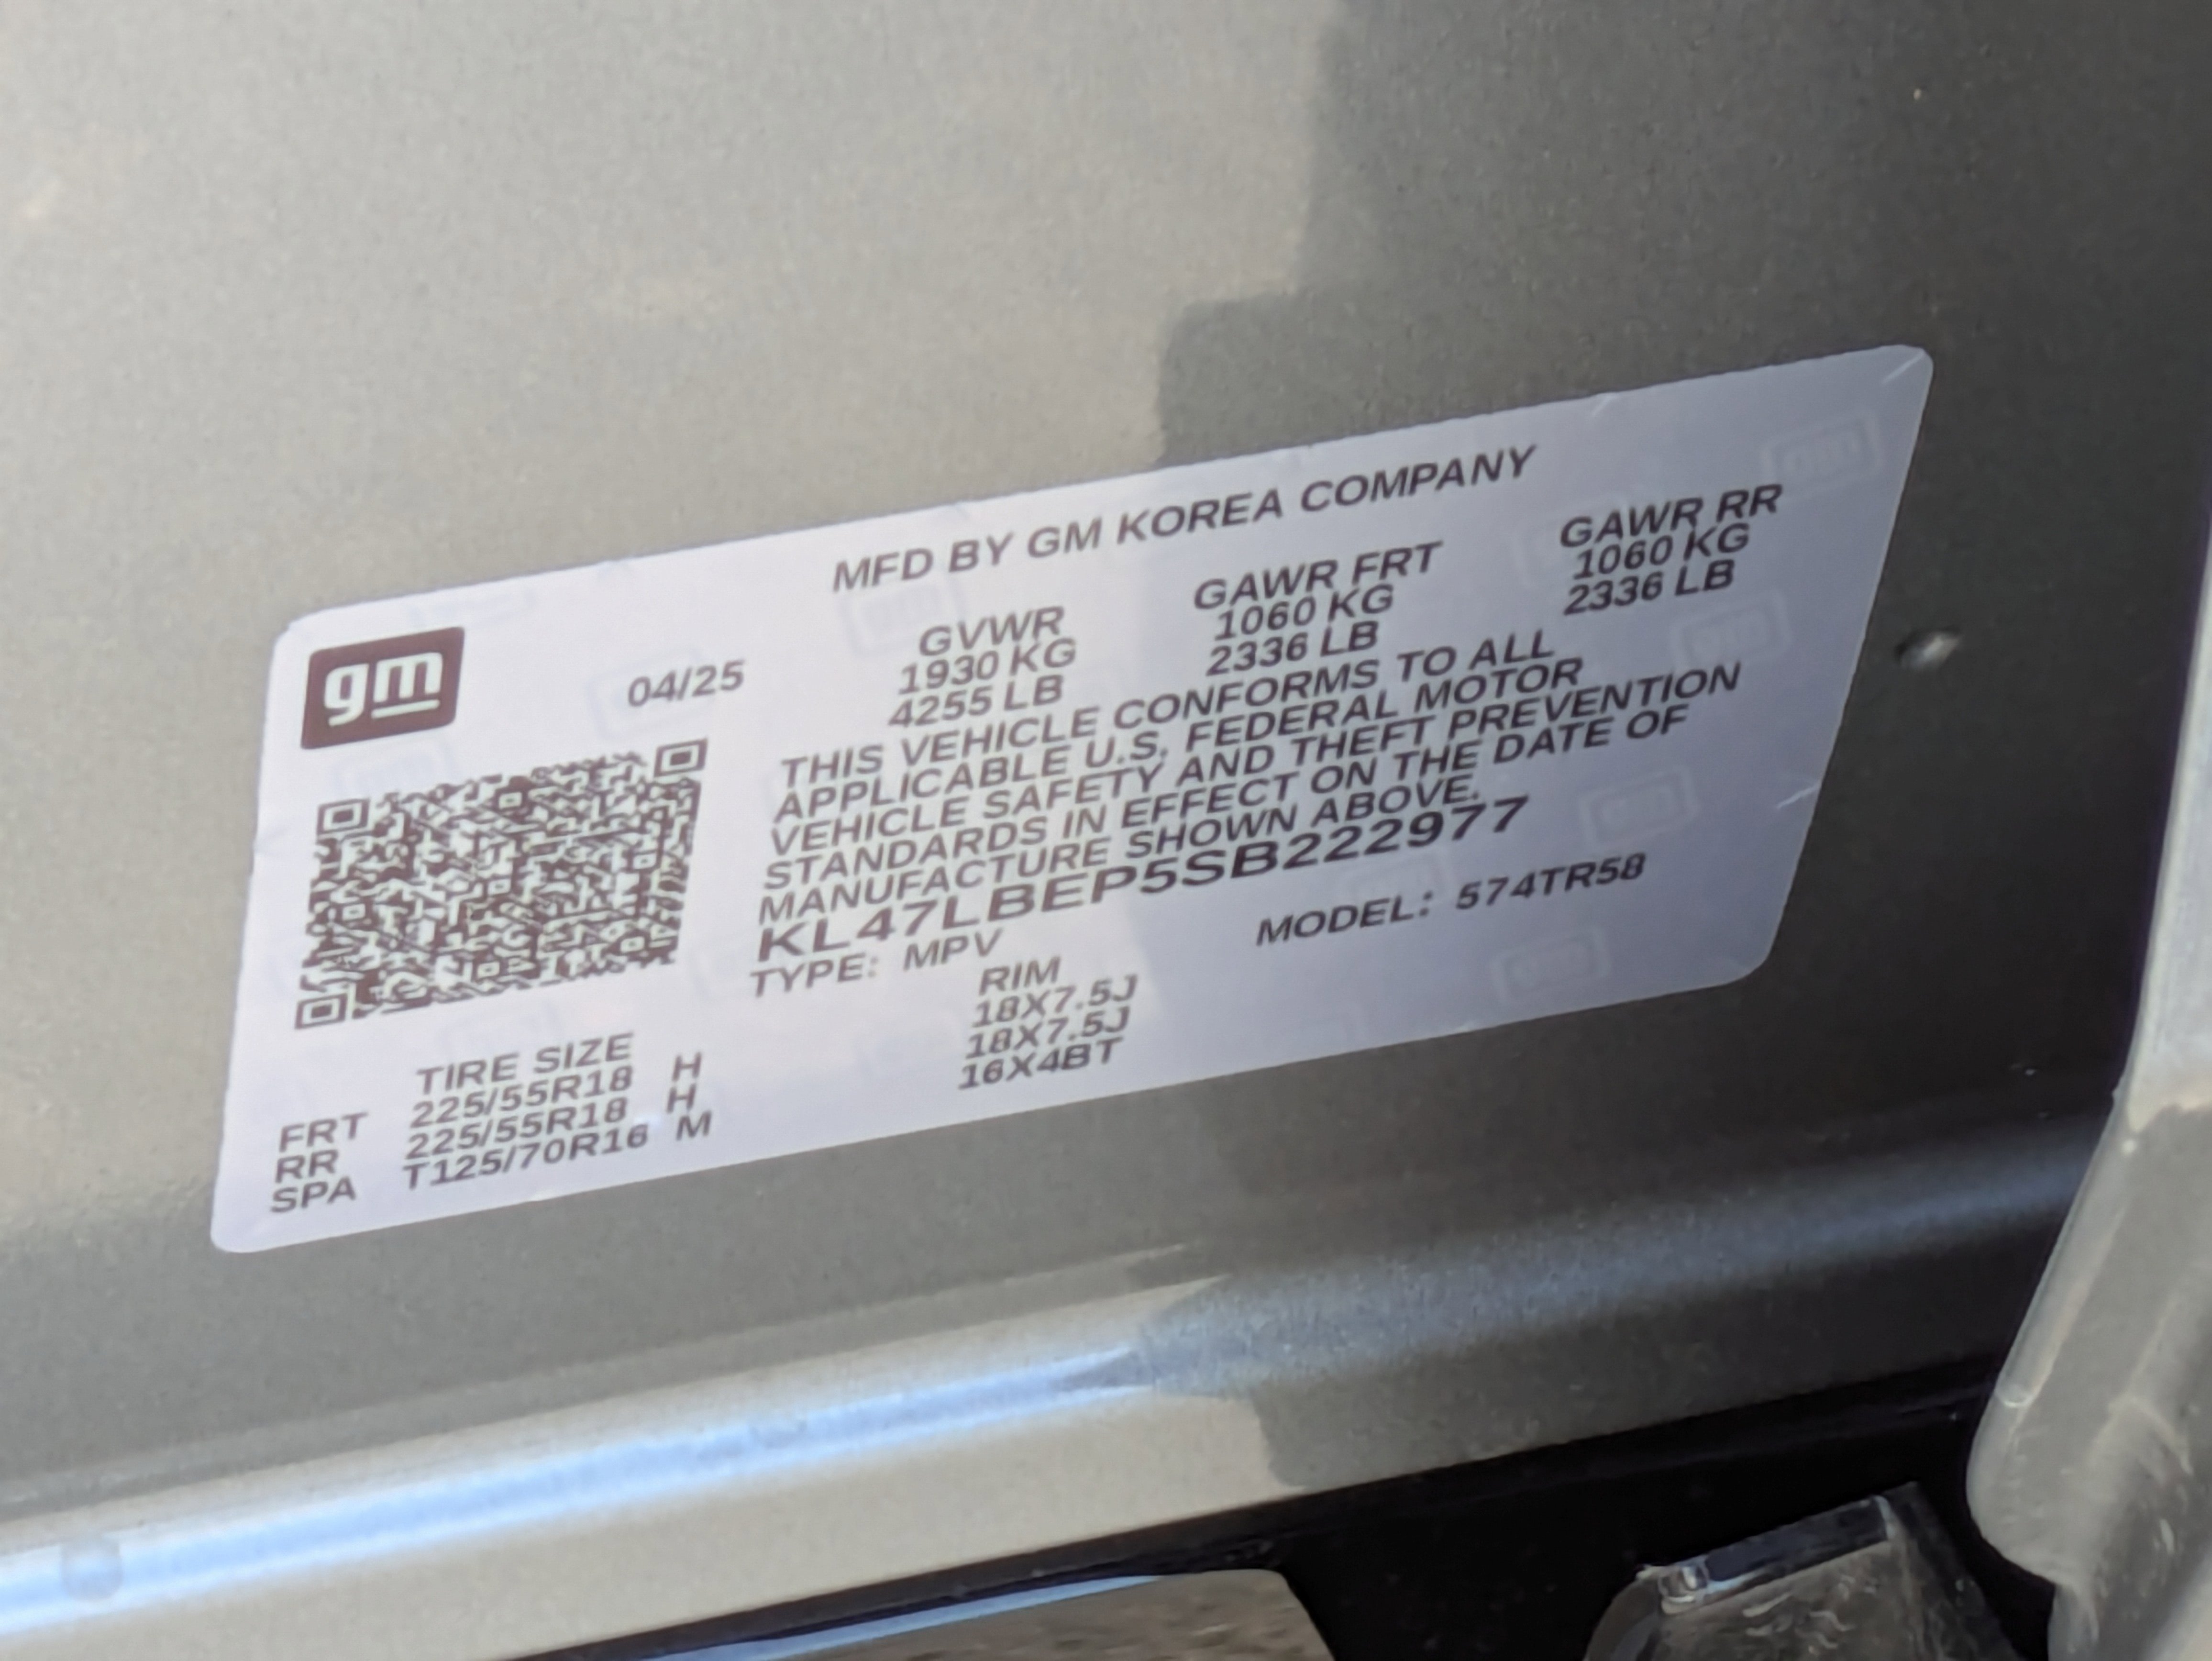 gm
04/25
MFD BY GM KOREA COMPANY
GVWR GAWR FRT GAWR RR
1930 KG 1060 KG 1060 KG
4255 LB 2336 LB 2336 LB
THIS VEHICLE CONFORMS TO ALL
APPLICABLE U.S. FEDERAL MOTOR
VEHICLE SAFETY AND THEFT PREVENTION
STANDARDS IN EFFECT ON THE DATE OF
MANUFACTURE SHOWN ABOVE.
KL47LBEP5SB222977
TYPE: MPV MODEL: 574TR58
TIRE SIZE RIM
FRT 225/55R18 H 18X7.5J
RR 225/55R18 H 18X7.5J
SPA T125/70R16 M 16X4BT